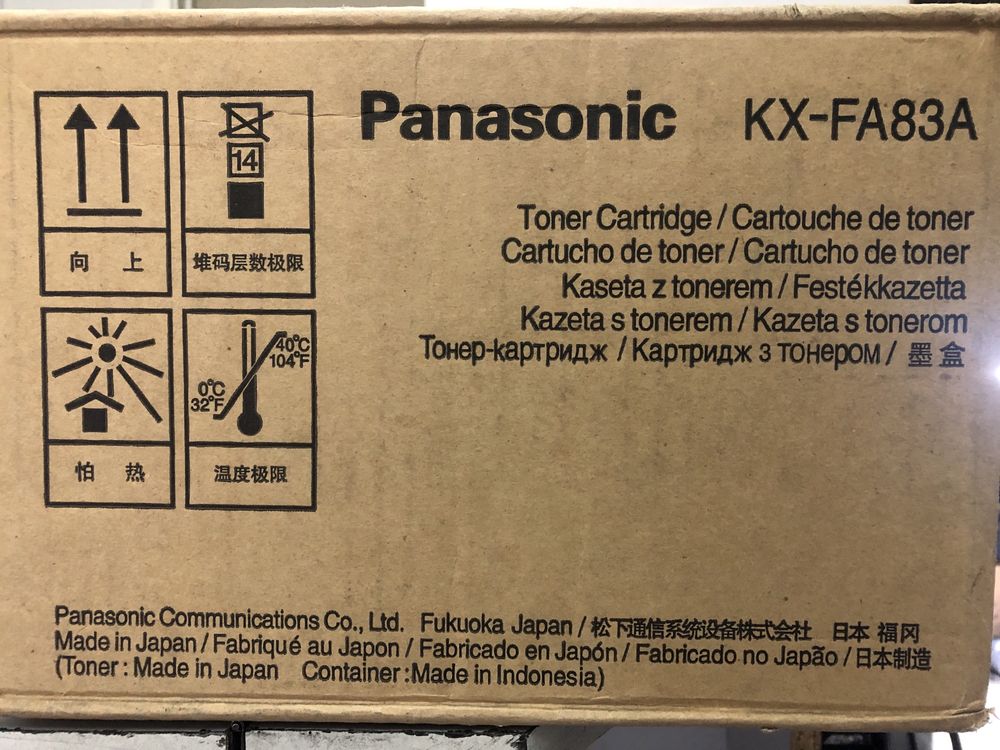 Panasonic KX-FA83A
14
向上
堆码层数极限
40°C
104°F
0°C
32°F
怕热
温度极限
Toner Cartridge / Cartouche de toner
Cartucho de toner / Cartucho de toner
Kaseta z tonerem / Festékkazetta
Kazeta s tonerem / Kazeta s tonerom
Тонер-картридж / Картридж з тонером / 墨盒
Panasonic Communications Co., Ltd. Fukuoka Japan / 松下通信系统设备株式会社 日本 福冈
Made in Japan / Fabriqué au Japon / Fabricado en Japón / Fabricado no Japão / 日本制造
(Toner : Made in Japan Container : Made in Indonesia)